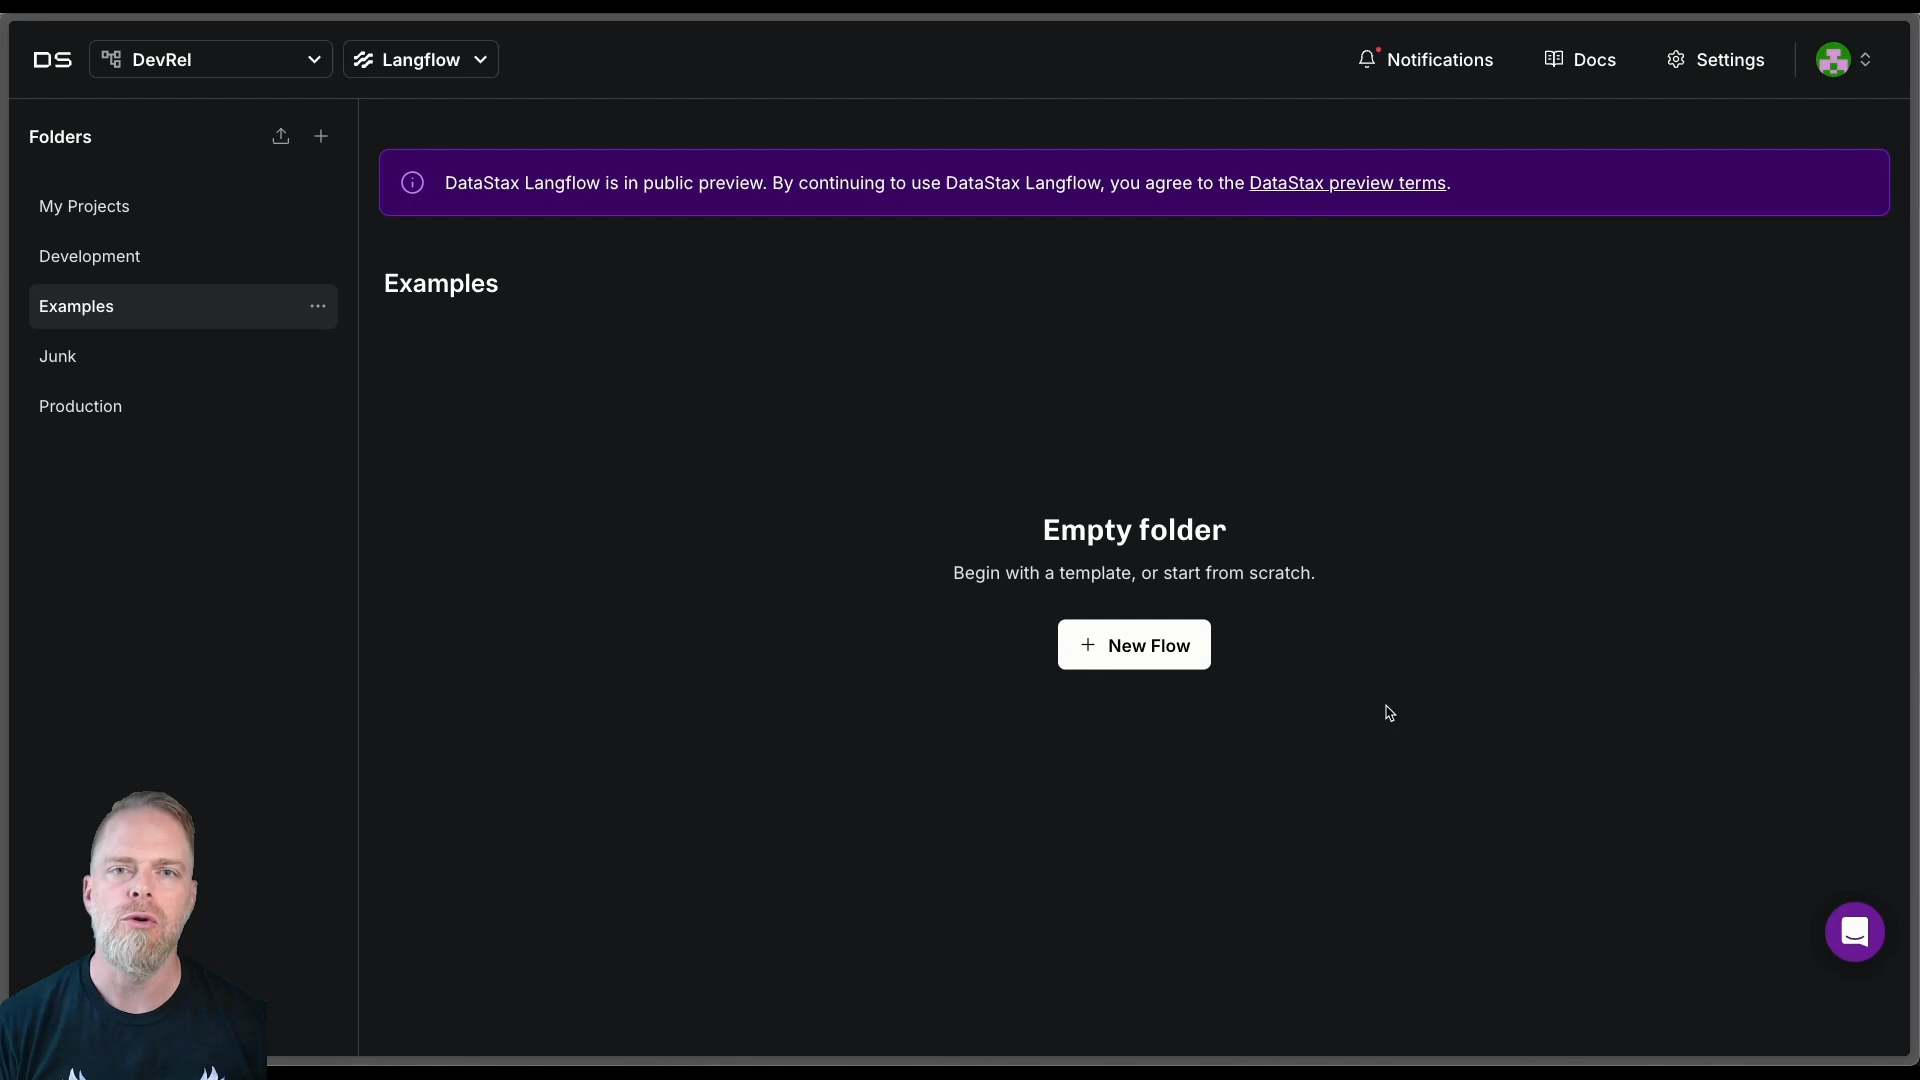 DS
DevRel
Langflow
Notifications
Docs
Settings
Folders
My Projects
Development
Examples
Junk
Production
DataStax Langflow is in public preview. By continuing to use DataStax Langflow, you agree to the DataStax preview terms.
Examples
Empty folder
Begin with a template, or start from scratch.
New Flow